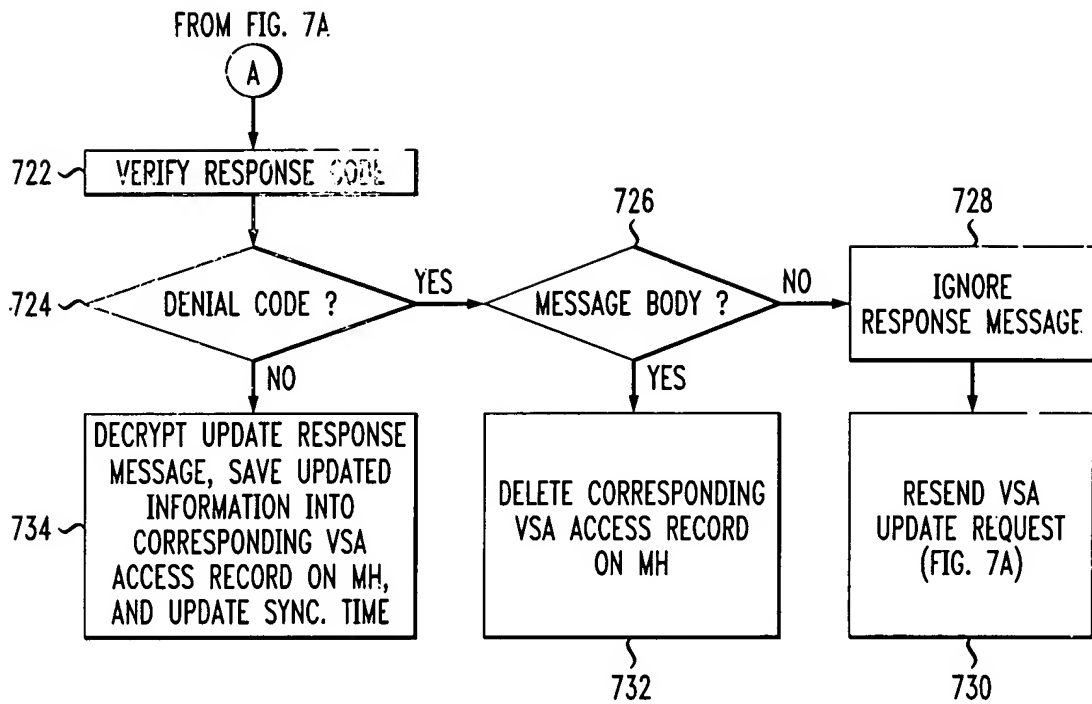 FROM FIG. 7A
A
722
VERIFY RESPONSE CODE
724
DENIAL CODE ?
YES
NO
726
MESSAGE BODY ?
NO
YES
728
IGNORE
RESPONSE MESSAGE
734
DECRYPT UPDATE RESPONSE
MESSAGE, SAVE UPDATED
INFORMATION INTO
CORRESPONDING VSA
ACCESS RECORD ON MH,
AND UPDATE SYNC. TIME
DELETE CORRESPONDING
VSA ACCESS RECORD
ON MH
732
RESEND VSA
UPDATE REQUEST
(FIG. 7A)
730